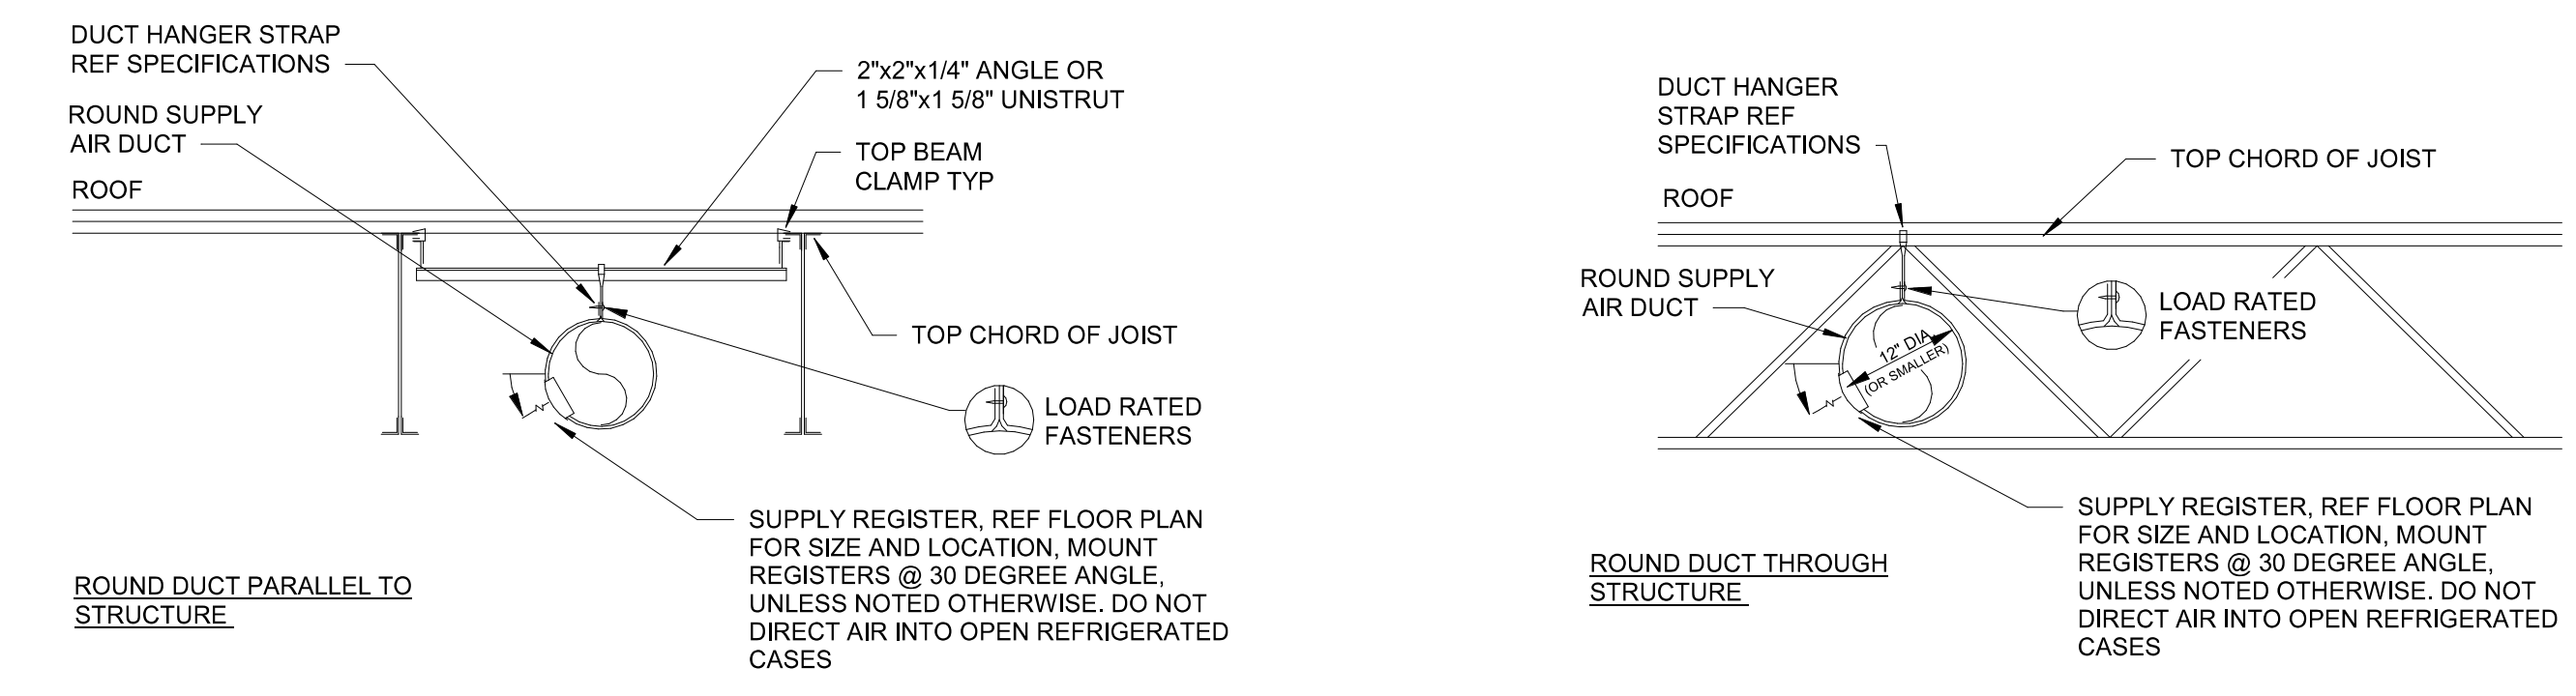 DUCT HANGER STRAP
REF SPECIFICATIONS
ROUND SUPPLY
AIR DUCT
ROOF
2"x2"x1/4" ANGLE OR
1 5/8"x1 5/8" UNISTRUT
TOP BEAM
CLAMP TYP
TOP CHORD OF JOIST
LOAD RATED
FASTENERS
SUPPLY REGISTER, REF FLOOR PLAN
FOR SIZE AND LOCATION, MOUNT
REGISTERS @ 30 DEGREE ANGLE,
UNLESS NOTED OTHERWISE. DO NOT
DIRECT AIR INTO OPEN REFRIGERATED
CASES
ROUND DUCT PARALLEL TO
STRUCTURE
DUCT HANGER
STRAP REF
SPECIFICATIONS
TOP CHORD OF JOIST
ROOF
ROUND SUPPLY
AIR DUCT
12" DIA.
(OR SMALLER)
LOAD RATED
FASTENERS
SUPPLY REGISTER, REF FLOOR PLAN
FOR SIZE AND LOCATION, MOUNT
REGISTERS @ 30 DEGREE ANGLE,
UNLESS NOTED OTHERWISE. DO NOT
DIRECT AIR INTO OPEN REFRIGERATED
CASES
ROUND DUCT THROUGH
STRUCTURE